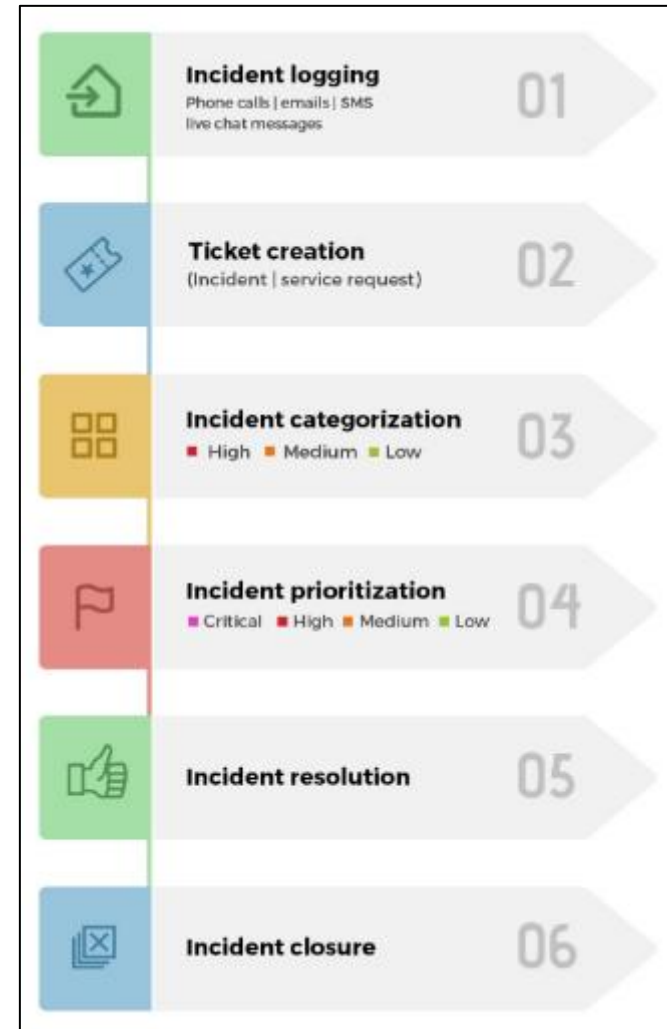 Incident logging
Phone calls | emails | SMS
live chat messages
01
Ticket creation
(Incident | service request)
02
Incident categorization
High Medium Low
03
Incident prioritization
Critical High Medium Low
04
Incident resolution
05
Incident closure
06